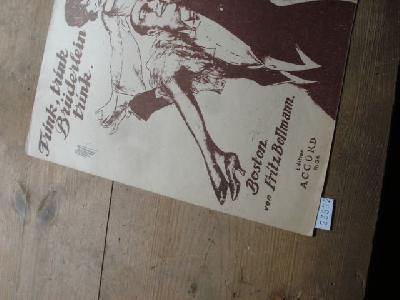 Trink, trink
Brüderlein
trink.
Boston
von Fritz Bollmann.
Edition
ACCORD